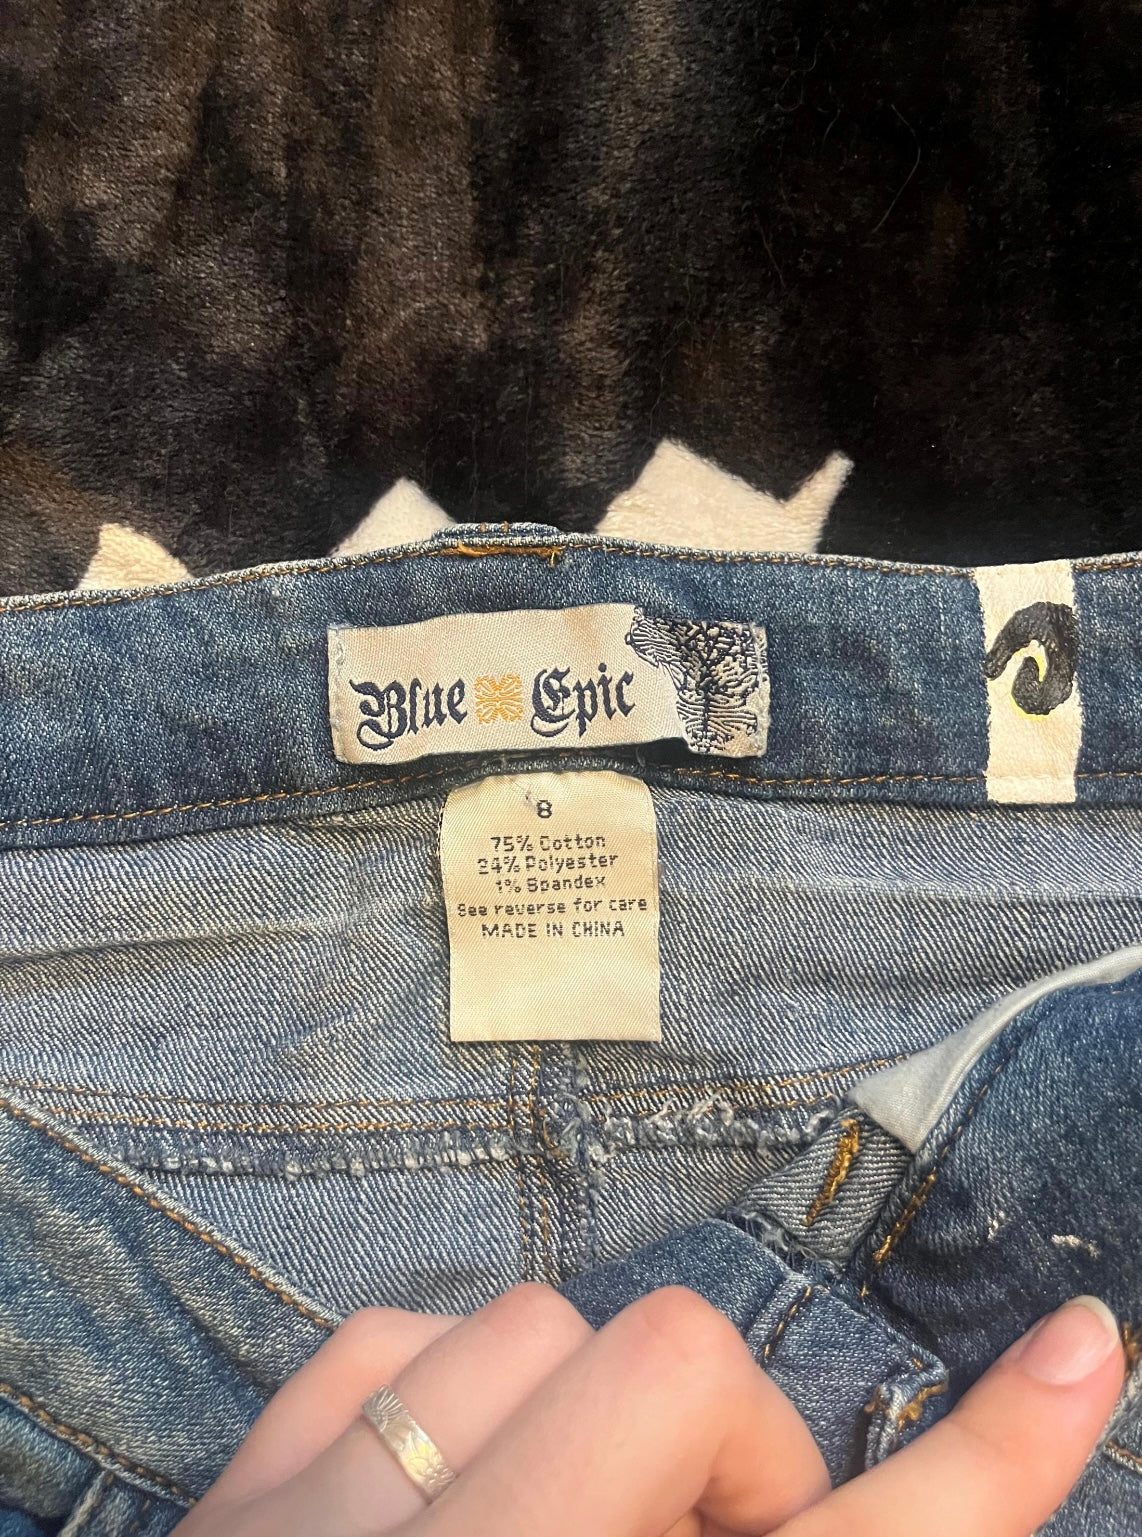 Blue Epic
8
75% Cotton
24% Polyester
1% Spandex
See reverse for care
MADE IN CHINA